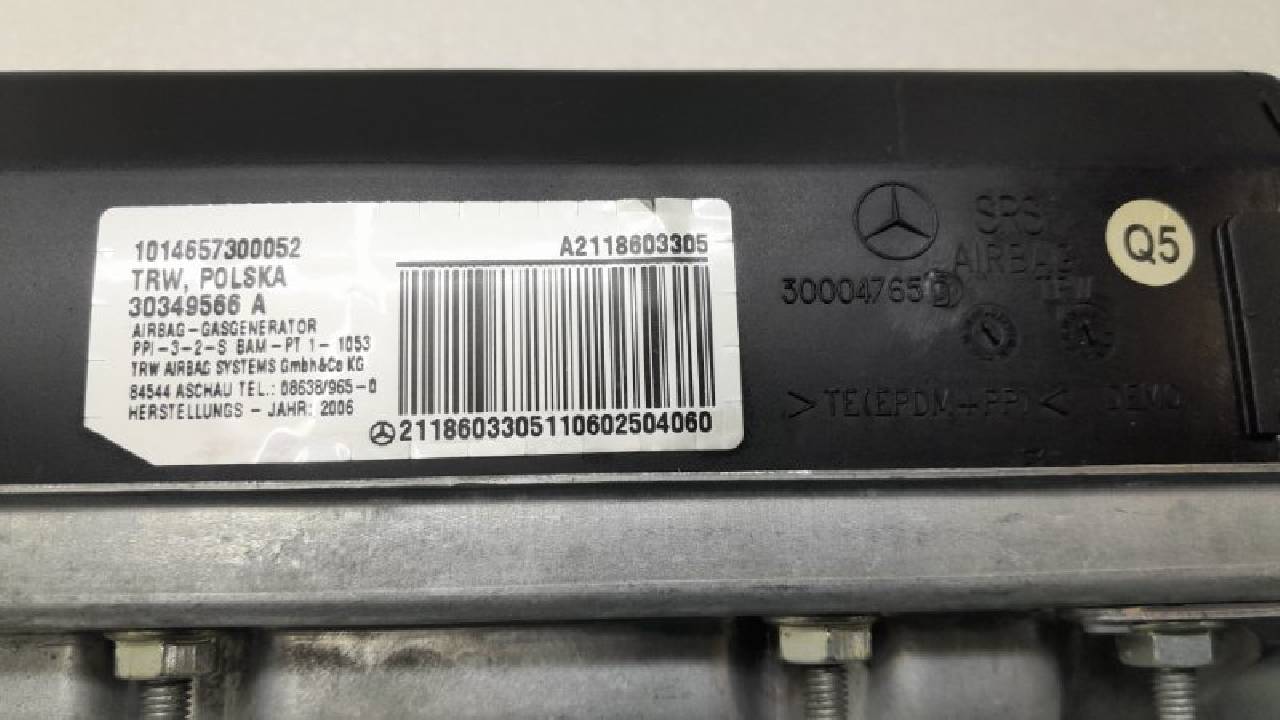 1014657300052
TRW, POLSKA
30349566 A
AIRBAG-GASGENERATOR
PPI-3-2-S BAM-PT 1- 1053
TRW AIRBAG SYSTEMS Gmbh&Co KG
84544 ASCHAU TEL.: 08638/965-0
HERSTELLUNGS - JAHR: 2006
A2118603305
2118603305110602504060
SRS
AIRBAG
30004765
TRW
>TE(EPDM+PP)<
DEMO
Q5